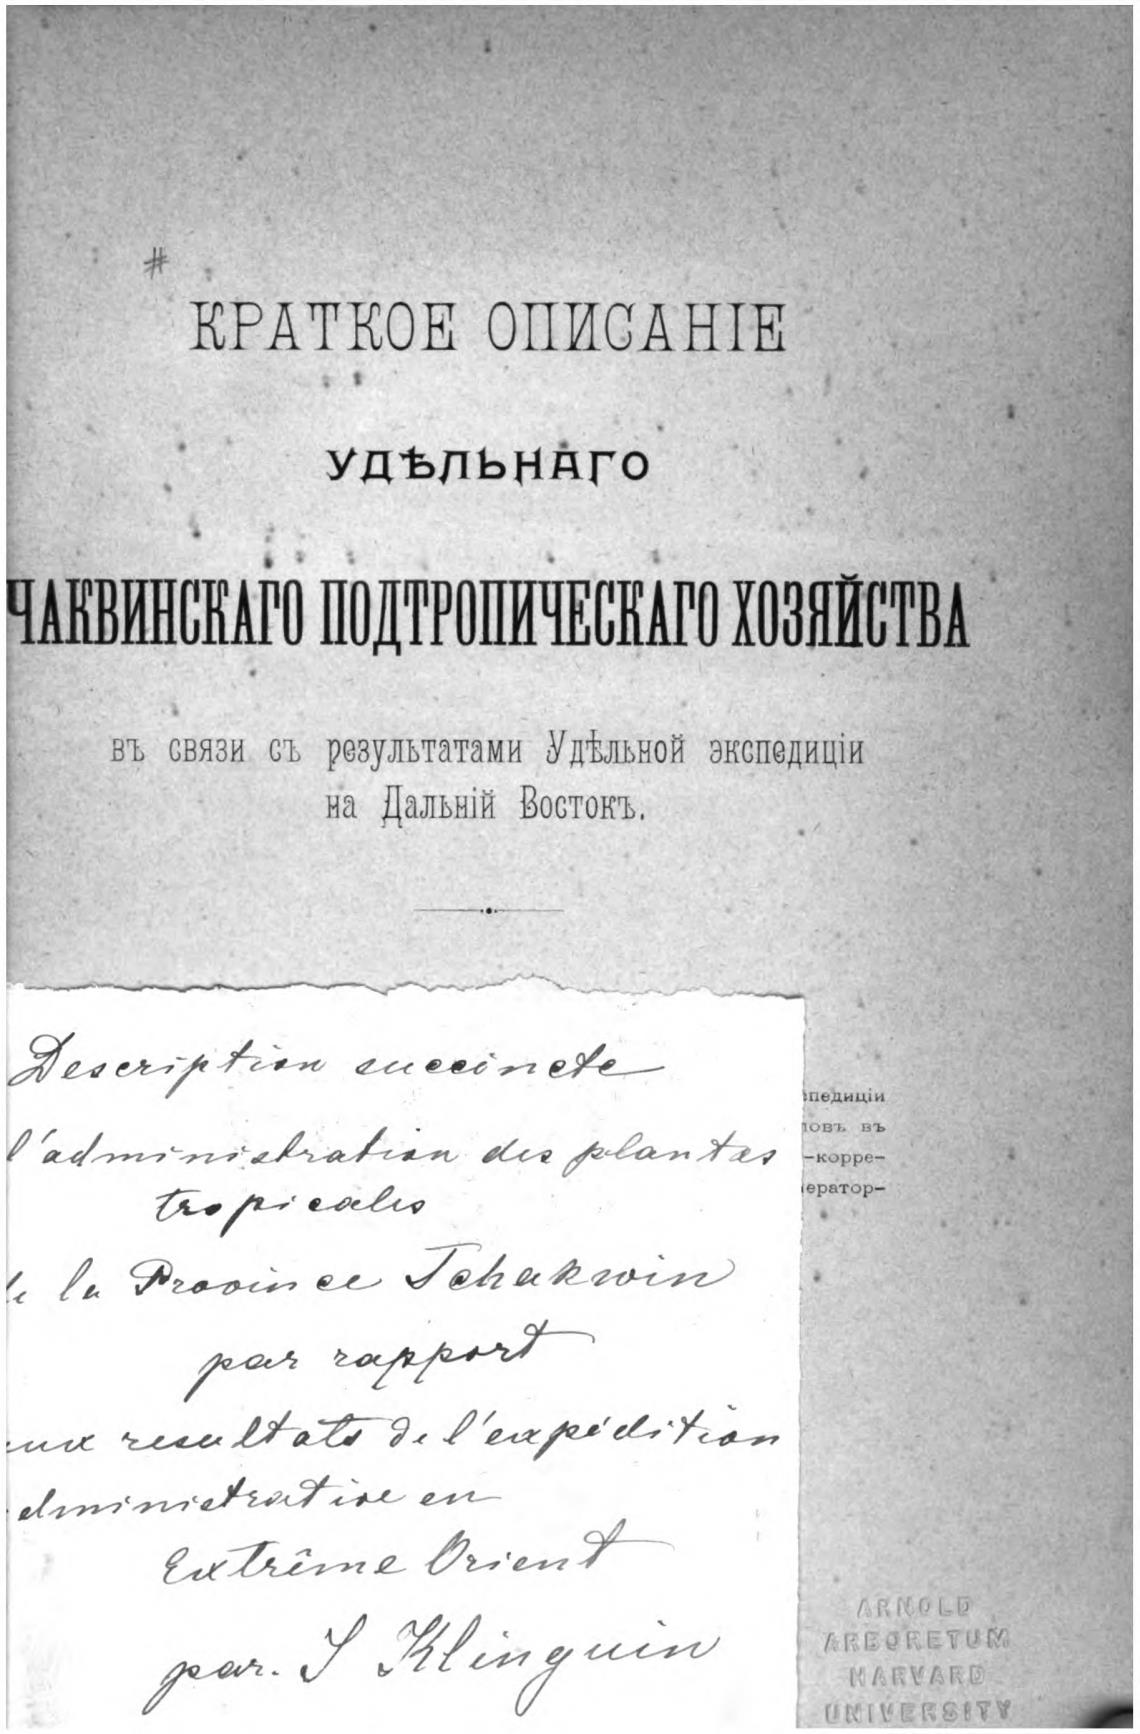 #
КРАТКОЕ ОПИСАНІЕ
УДѢЛЬНАГО
ЧАКВИНСКАГО ПОДТРОПИЧЕСКАГО ХОЗЯЙСТВА
въ связи съ результатами Удѣльной экспедиціи
на Дальній Востокъ.
Description succincte
l'administration des plantes
tropicales
de la Province Tchakwin
par rapport
aux resultats de l'expédition
administrative en
Extrême Orient
par. S Klinguin
спедиціи
ловъ въ
-корре-
ператор-
ARNOLD
ARBORETUM
HARVARD
UNIVERSITY